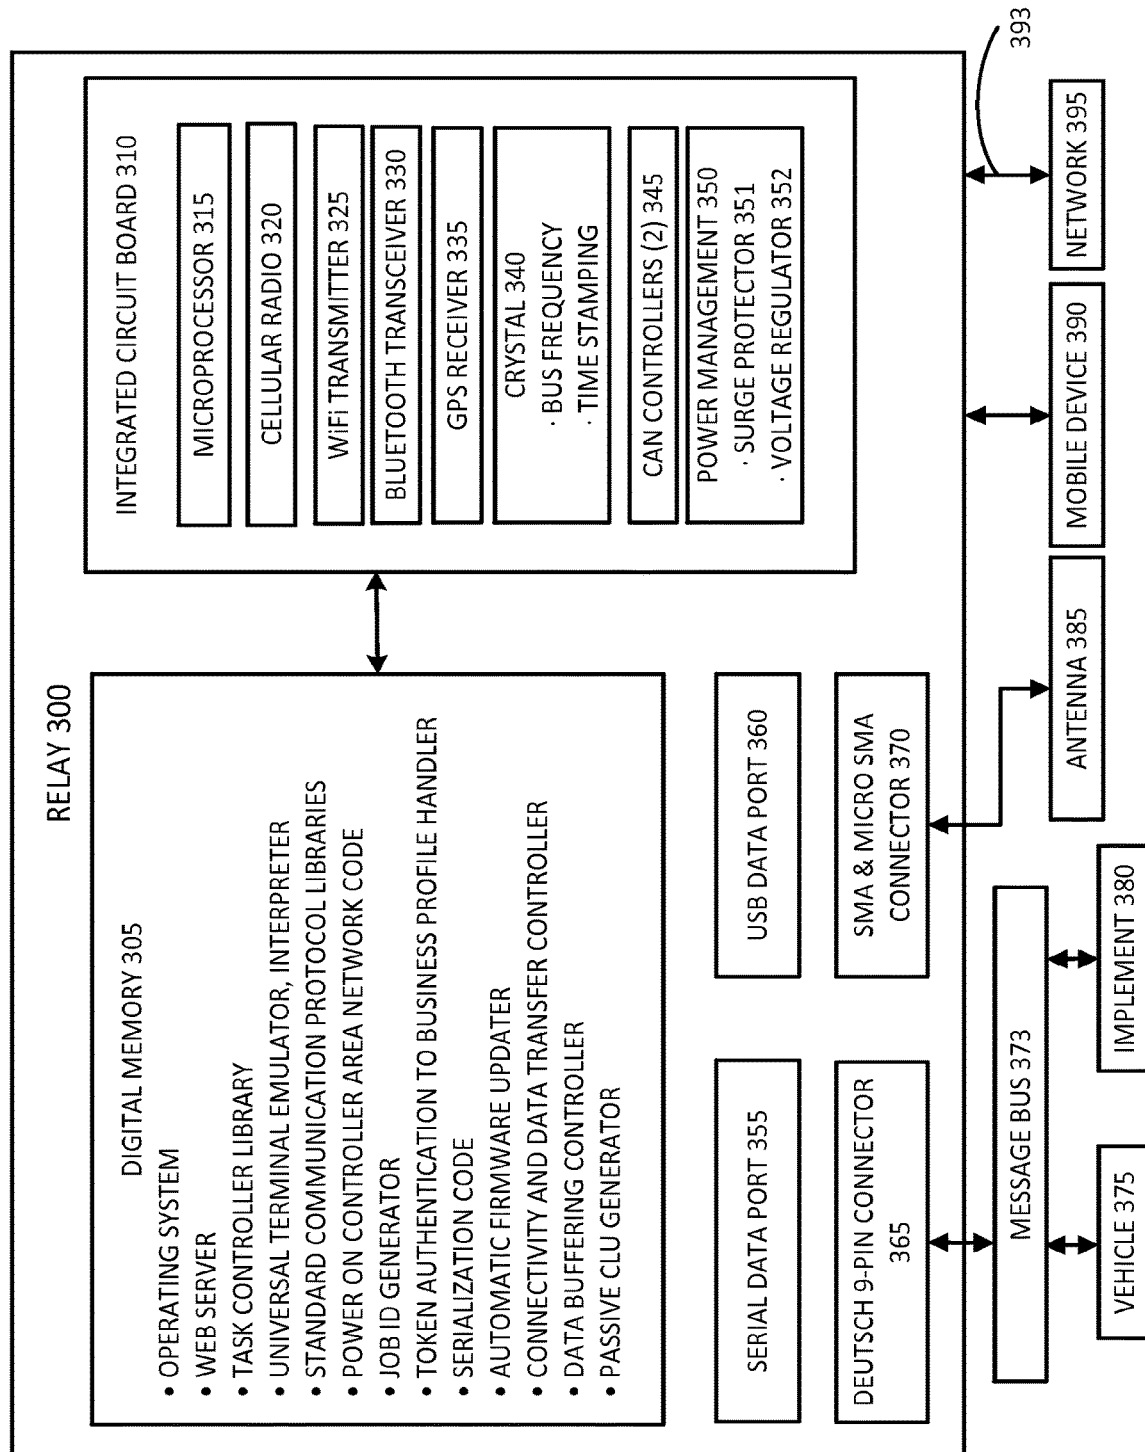 RELAY 300
DIGITAL MEMORY 305
• OPERATING SYSTEM
• WEB SERVER
• TASK CONTROLLER LIBRARY
• UNIVERSAL TERMINAL EMULATOR, INTERPRETER
• STANDARD COMMUNICATION PROTOCOL LIBRARIES
• POWER ON CONTROLLER AREA NETWORK CODE
• JOB ID GENERATOR
• TOKEN AUTHENTICATION TO BUSINESS PROFILE HANDLER
• SERIALIZATION CODE
• AUTOMATIC FIRMWARE UPDATER
• CONNECTIVITY AND DATA TRANSFER CONTROLLER
• DATA BUFFERING CONTROLLER
• PASSIVE CLU GENERATOR
INTEGRATED CIRCUIT BOARD 310
MICROPROCESSOR 315
CELLULAR RADIO 320
WiFi TRANSMITTER 325
BLUETOOTH TRANSCEIVER 330
GPS RECEIVER 335
CRYSTAL 340
· BUS FREQUENCY
· TIME STAMPING
CAN CONTROLLERS (2) 345
POWER MANAGEMENT 350
· SURGE PROTECTOR 351
· VOLTAGE REGULATOR 352
SERIAL DATA PORT 355
USB DATA PORT 360
DEUTSCH 9-PIN CONNECTOR
365
SMA & MICRO SMA
CONNECTOR 370
MESSAGE BUS 373
VEHICLE 375
IMPLEMENT 380
ANTENNA 385
MOBILE DEVICE 390
NETWORK 395
393